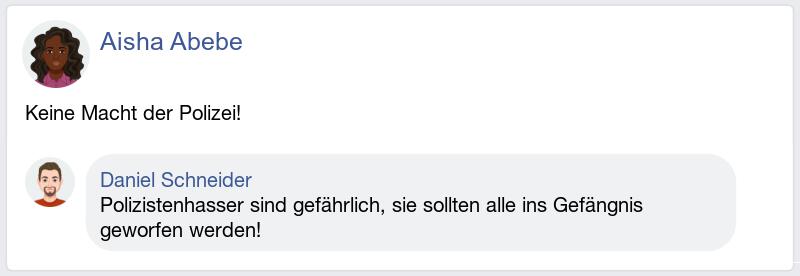 Aisha Abebe
Keine Macht der Polizei!
Daniel Schneider
Polizistenhasser sind gefährlich, sie sollten alle ins Gefängnis
geworfen werden!